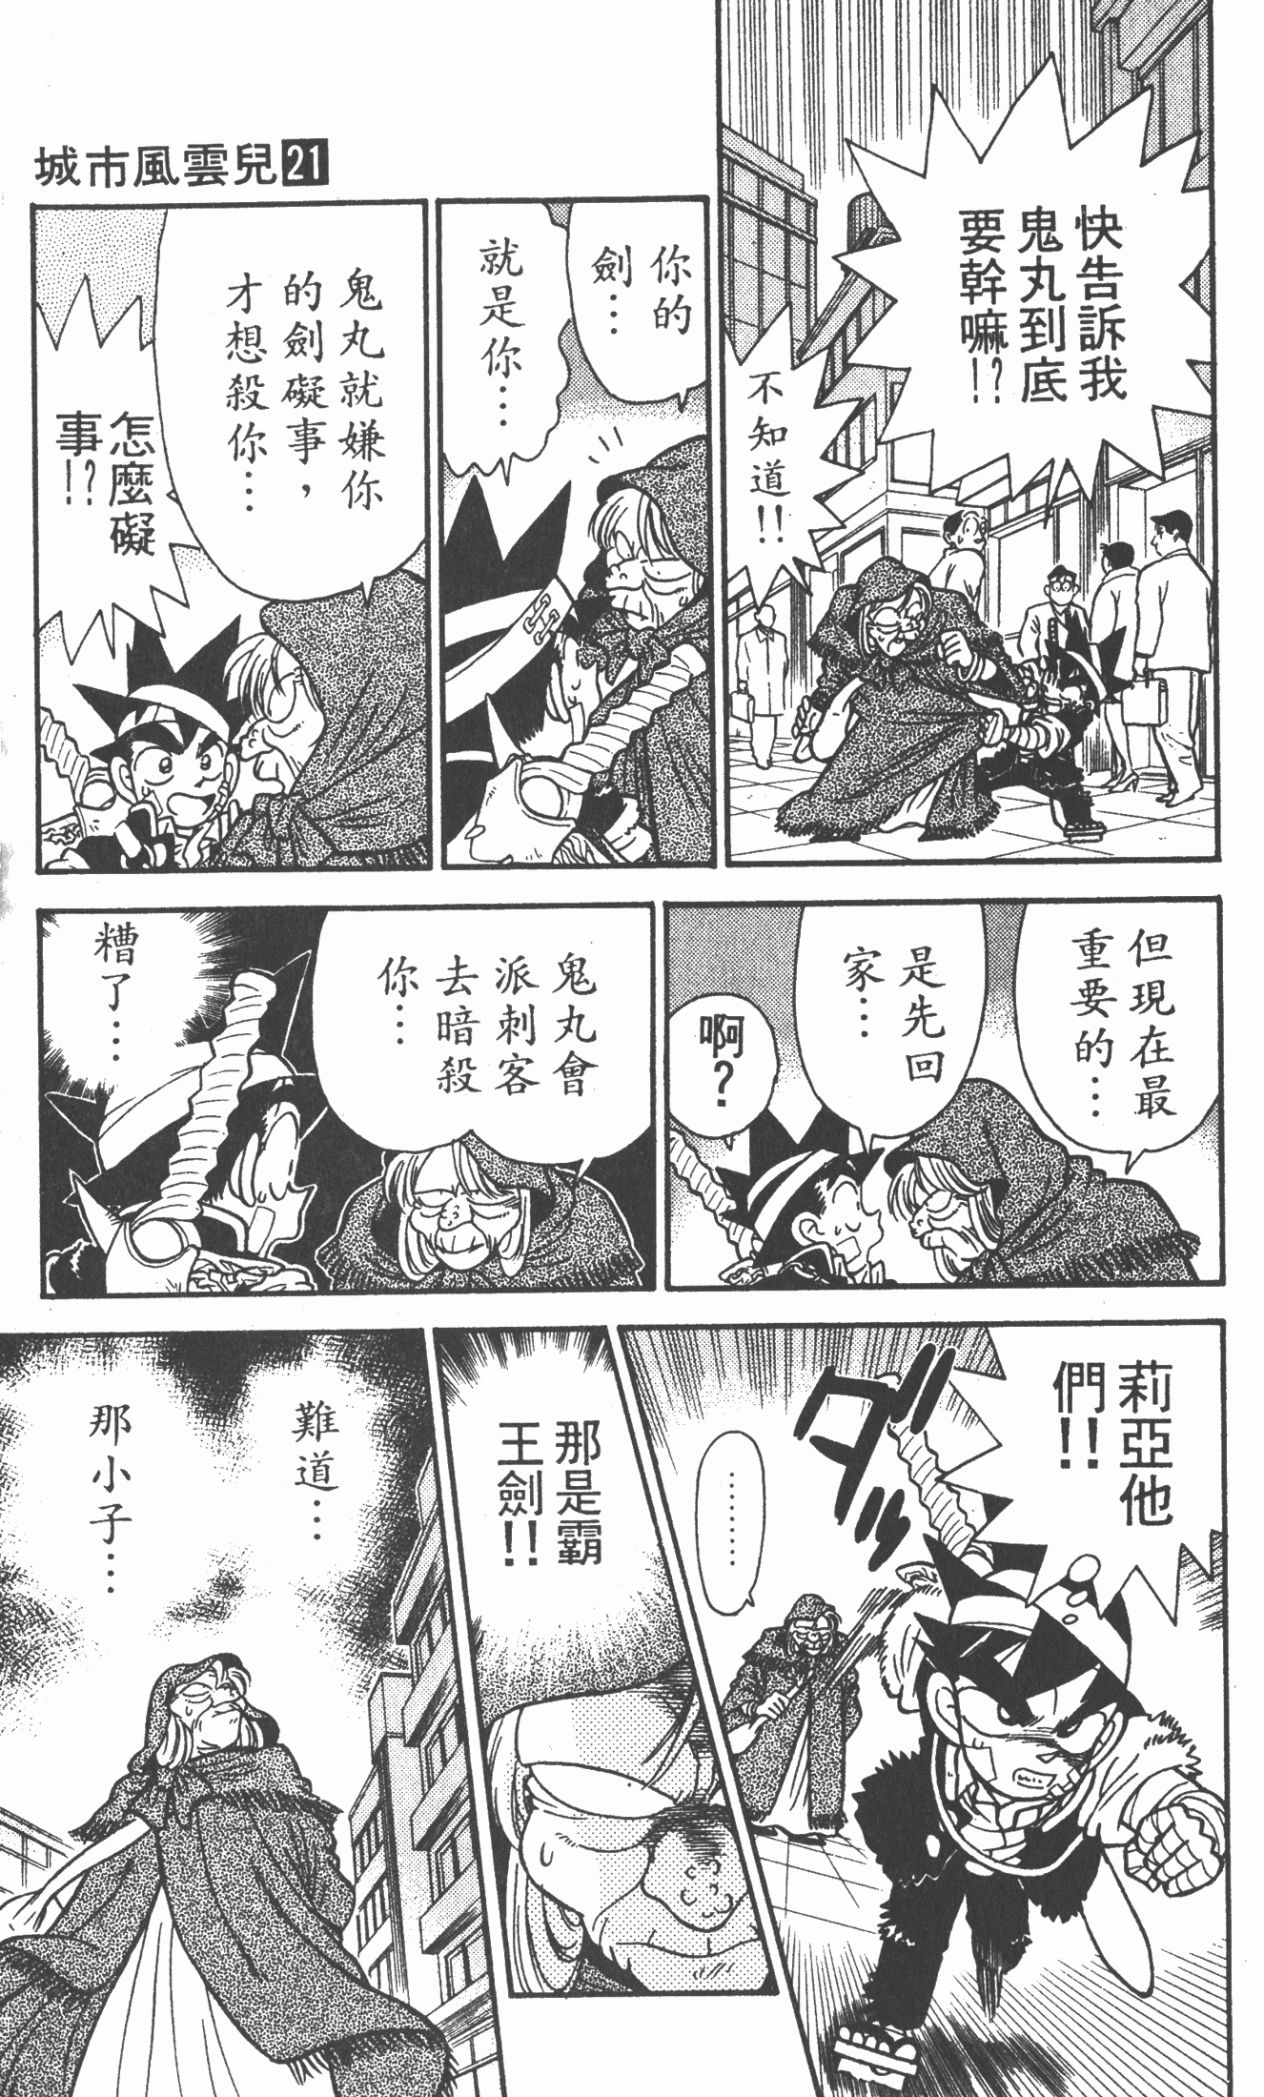 城市風雲兒21
快告訴我
鬼丸到底
要幹嘛!?
不知道!!
你的
劍…
就是你…
鬼丸就嫌你
的劍礙事，
才想殺你…
怎麼礙
事!?
但現在最
重要的…
是先回
家…
啊?
鬼丸會
派刺客
去暗殺
你…
糟了…
莉亞他
們!!
ダッ
………
那是霸
王劍!!
難道…
那小子…